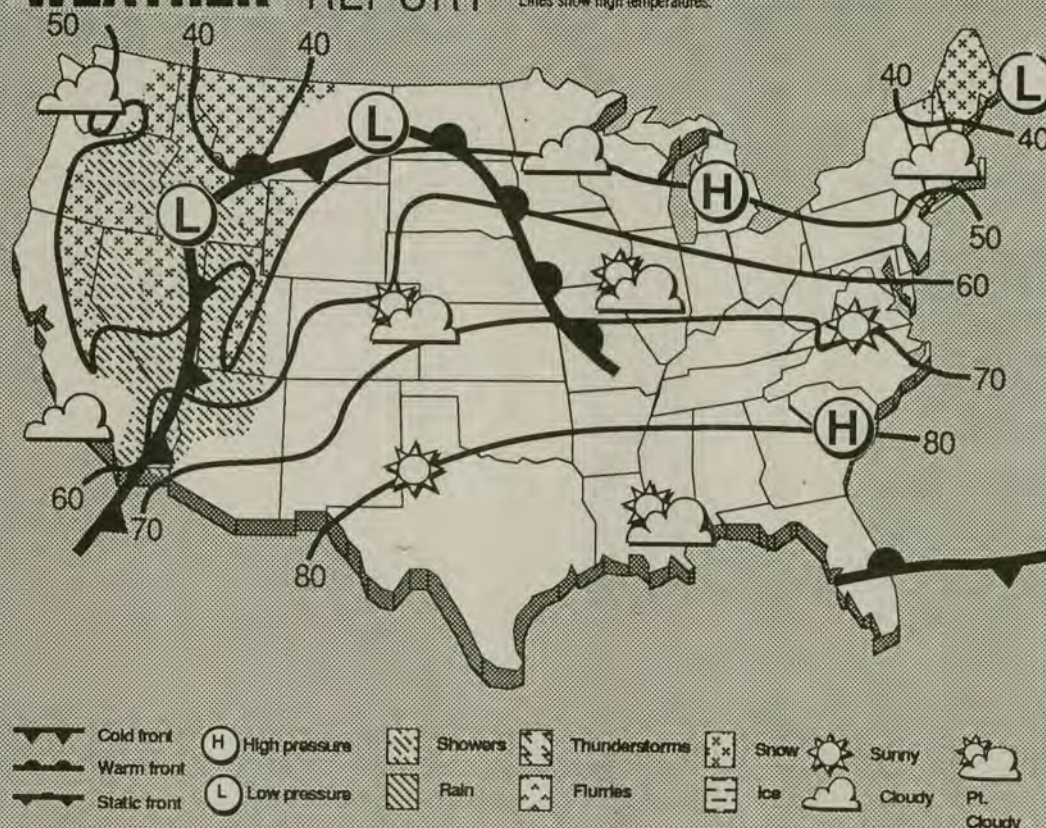 WEATHER REPORT Lines show high temperatures.
50
40
40
40
L
40
L
L
H
50
60
70
H
80
60
70
80
Cold front
H High pressure
Showers
Thunderstorms
Snow
Sunny
Warm front
Static front
L Low pressure
Rain
Flurries
Ice
Cloudy
Pt.
Cloudy